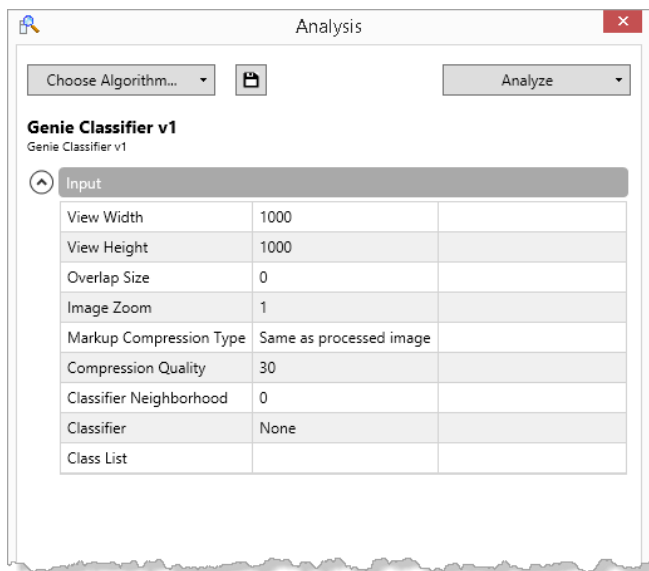 Analysis
Choose Algorithm... Analyze
Genie Classifier v1
Genie Classifier v1
Input
View Width 1000
View Height 1000
Overlap Size 0
Image Zoom 1
Markup Compression Type Same as processed image
Compression Quality 30
Classifier Neighborhood 0
Classifier None
Class List